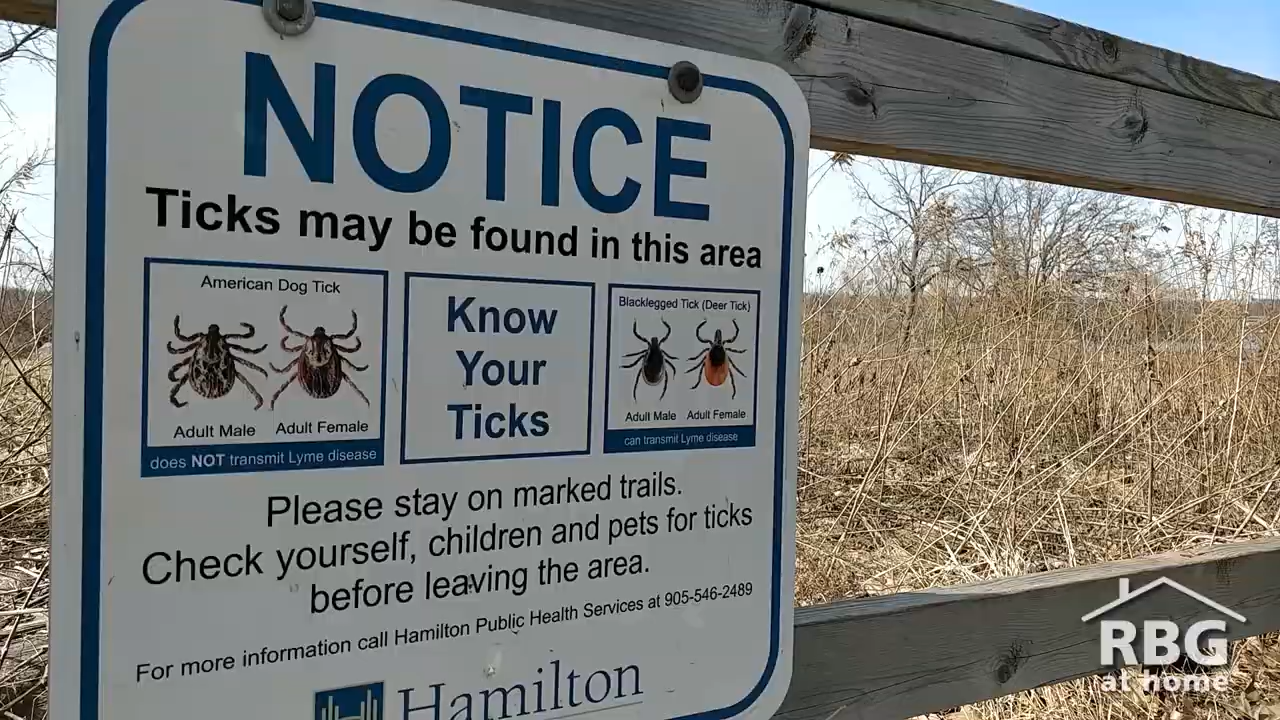 NOTICE
Ticks may be found in this area
American Dog Tick
Adult Male Adult Female
does NOT transmit Lyme disease
Know
Your
Ticks
Blacklegged Tick (Deer Tick)
Adult Male Adult Female
can transmit Lyme disease
Please stay on marked trails.
Check yourself, children and pets for ticks
before leaving the area.
For more information call Hamilton Public Health Services at 905-546-2489
Hamilton
RBG
at home